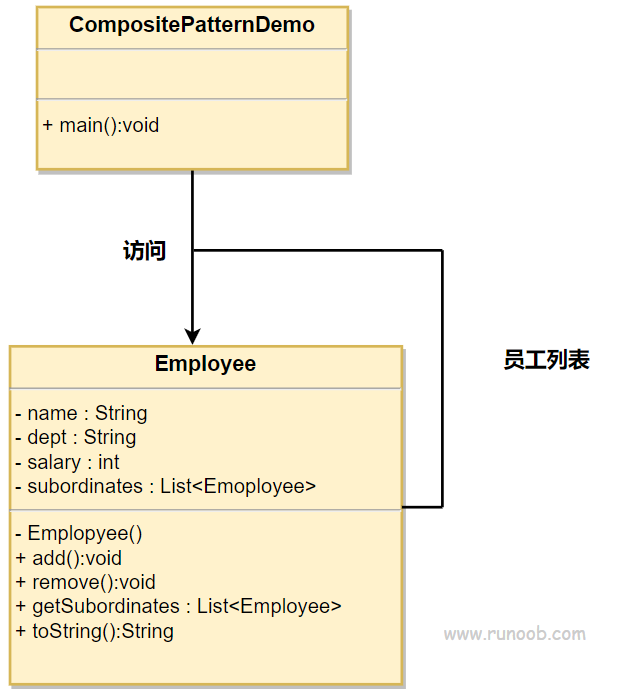 CompositePatternDemo
+ main():void
访问
员工列表
Employee
- name : String
- dept : String
- salary : int
- subordinates : List<Emoployee>
- Emplopyee()
+ add():void
+ remove():void
+ getSubordinates : List<Employee>
+ toString():String
www.runoob.com